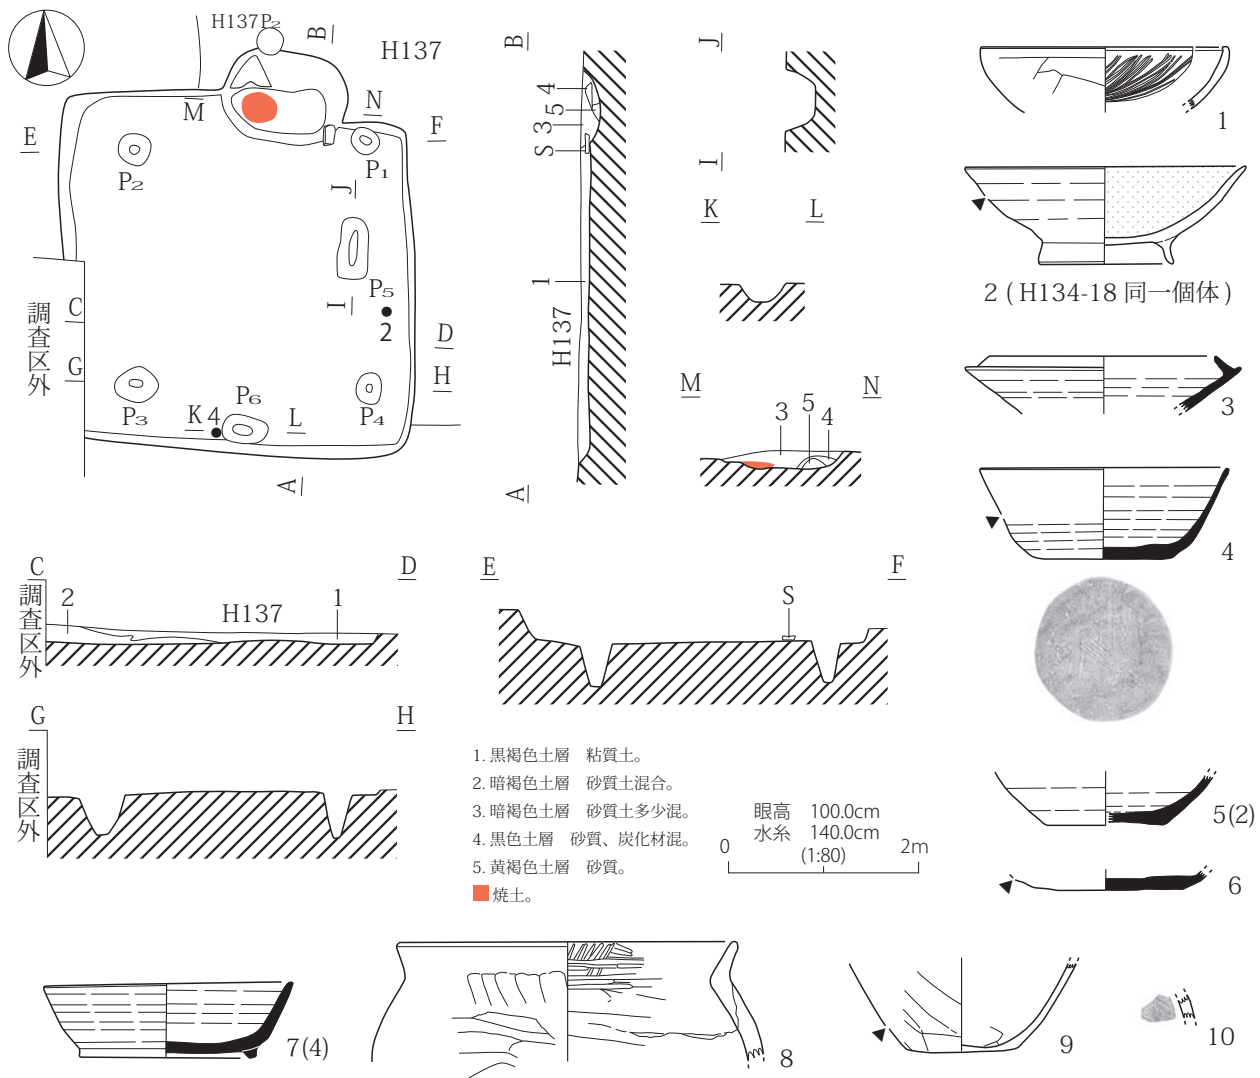 H137P2
B
H137
M
N
E
F
P2
P1
J
調査区外
C
I
P5
2
D
G
H
P3
K
4
P6
L
P4
A
B
4
5
3
S
1
H137
A
J
I
K
L
M
3
5
4
N
1
2 ( H134-18 同一個体 )
3
4
5(2)
6
C
調査区外
2
H137
1
D
E
S
F
G
調査区外
H
1. 黒褐色土層　粘質土。
2. 暗褐色土層　砂質土混合。
3. 暗褐色土層　砂質土多少混。
4. 黒色土層　砂質、炭化材混。
5. 黄褐色土層　砂質。
焼土。
眼高　100.0cm
水糸　140.0cm
(1:80)
0
2m
7(4)
8
9
10